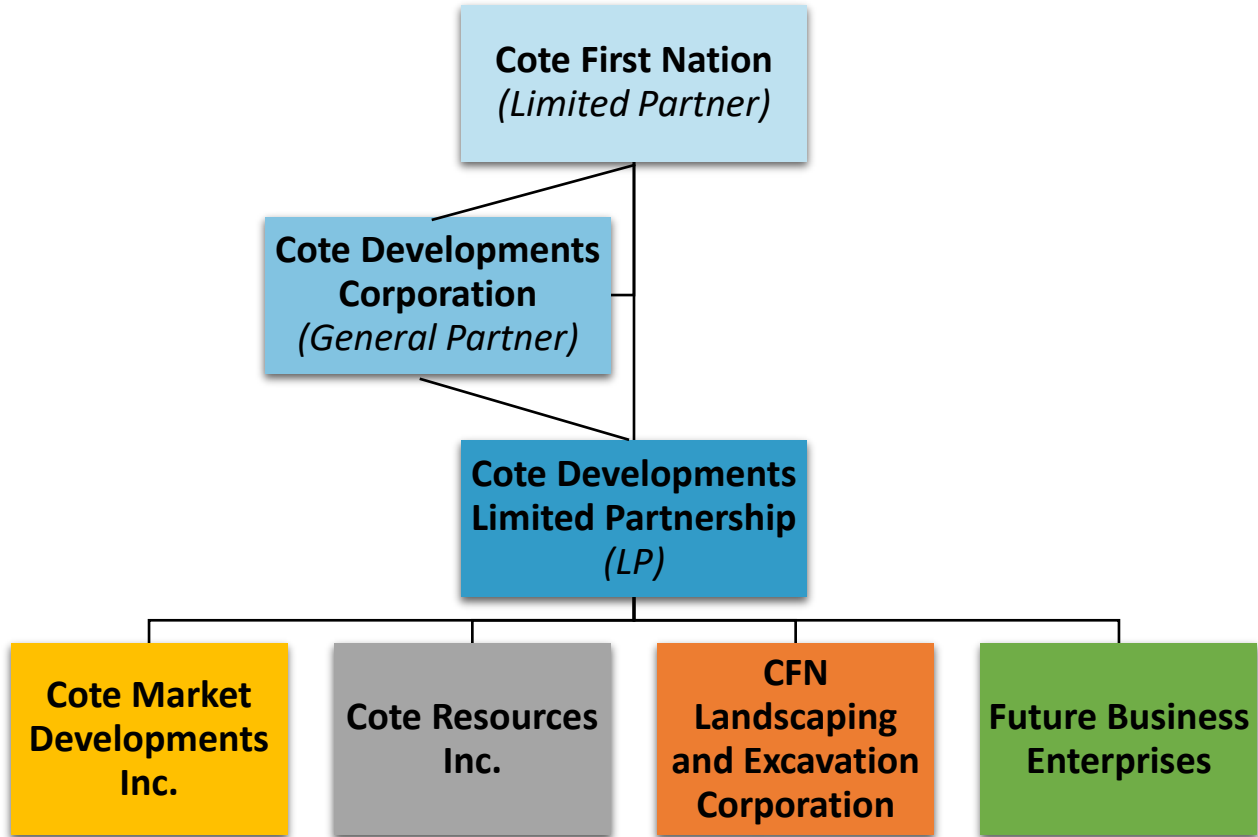 Cote First Nation
(Limited Partner)
Cote Developments
Corporation
(General Partner)
Cote Developments
Limited Partnership
(LP)
Cote Market
Developments
Inc.
Cote Resources
Inc.
CFN
Landscaping
and Excavation
Corporation
Future Business
Enterprises